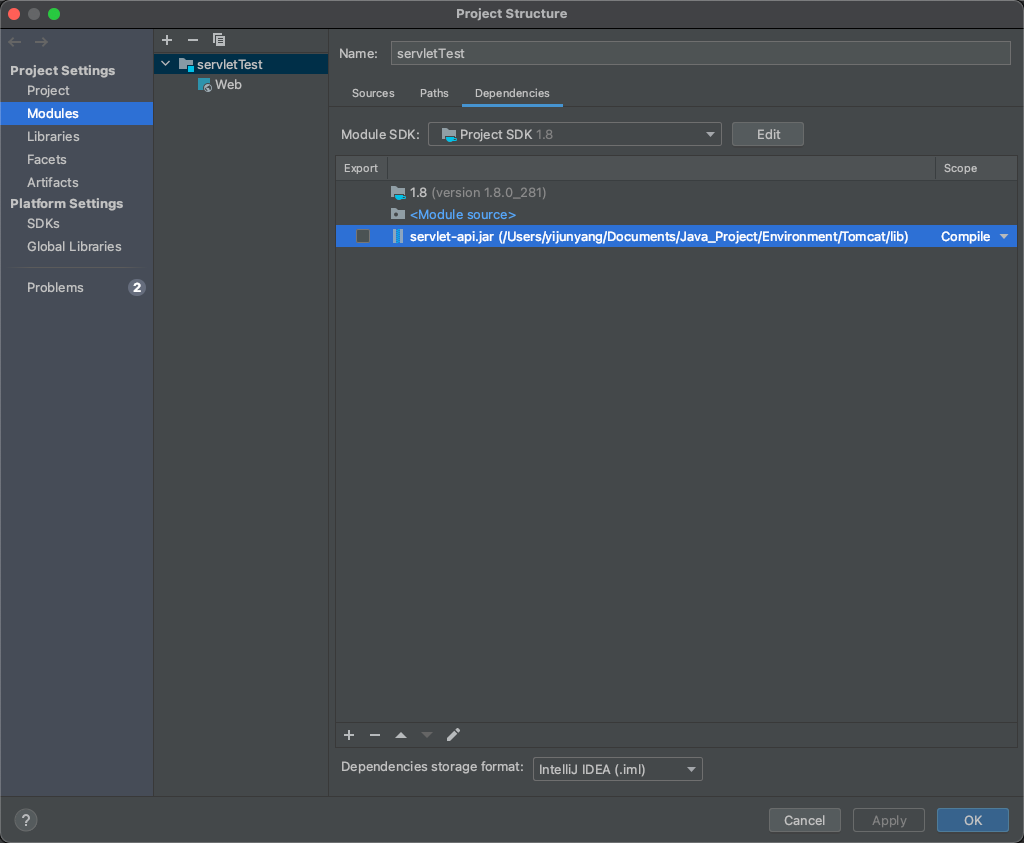 Project Structure
Project Settings
Project
Modules
Libraries
Facets
Artifacts
Platform Settings
SDKs
Global Libraries
Problems 2
servletTest
Web
Name: servletTest
Sources Paths Dependencies
Module SDK: Project SDK 1.8 Edit
Export Scope
1.8 (version 1.8.0_281)
<Module source>
servlet-api.jar (/Users/yijunyang/Documents/Java_Project/Environment/Tomcat/lib) Compile
Dependencies storage format: IntelliJ IDEA (.iml)
? Cancel Apply OK